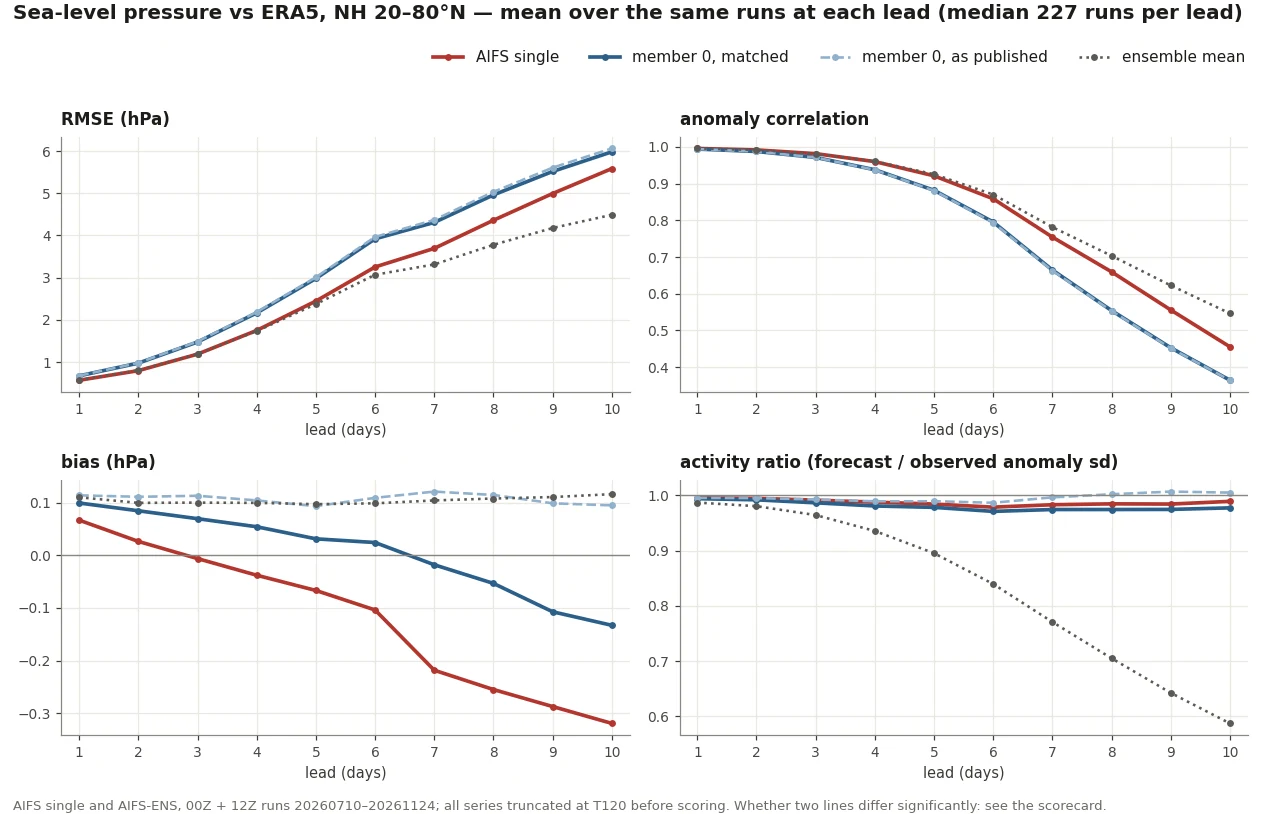 Sea-level pressure vs ERA5, NH 20–80°N — mean over the same runs at each lead (median 227 runs per lead)
AIFS single member 0, matched member 0, as published ensemble mean
RMSE (hPa)
6
5
4
3
2
1
1 2 3 4 5 6 7 8 9 10
lead (days)
anomaly correlation
1.0
0.9
0.8
0.7
0.6
0.5
0.4
1 2 3 4 5 6 7 8 9 10
lead (days)
bias (hPa)
0.1
0.0
−0.1
−0.2
−0.3
1 2 3 4 5 6 7 8 9 10
lead (days)
activity ratio (forecast / observed anomaly sd)
1.0
0.9
0.8
0.7
0.6
1 2 3 4 5 6 7 8 9 10
lead (days)
AIFS single and AIFS-ENS, 00Z + 12Z runs 20260710–20261124; all series truncated at T120 before scoring. Whether two lines differ significantly: see the scorecard.